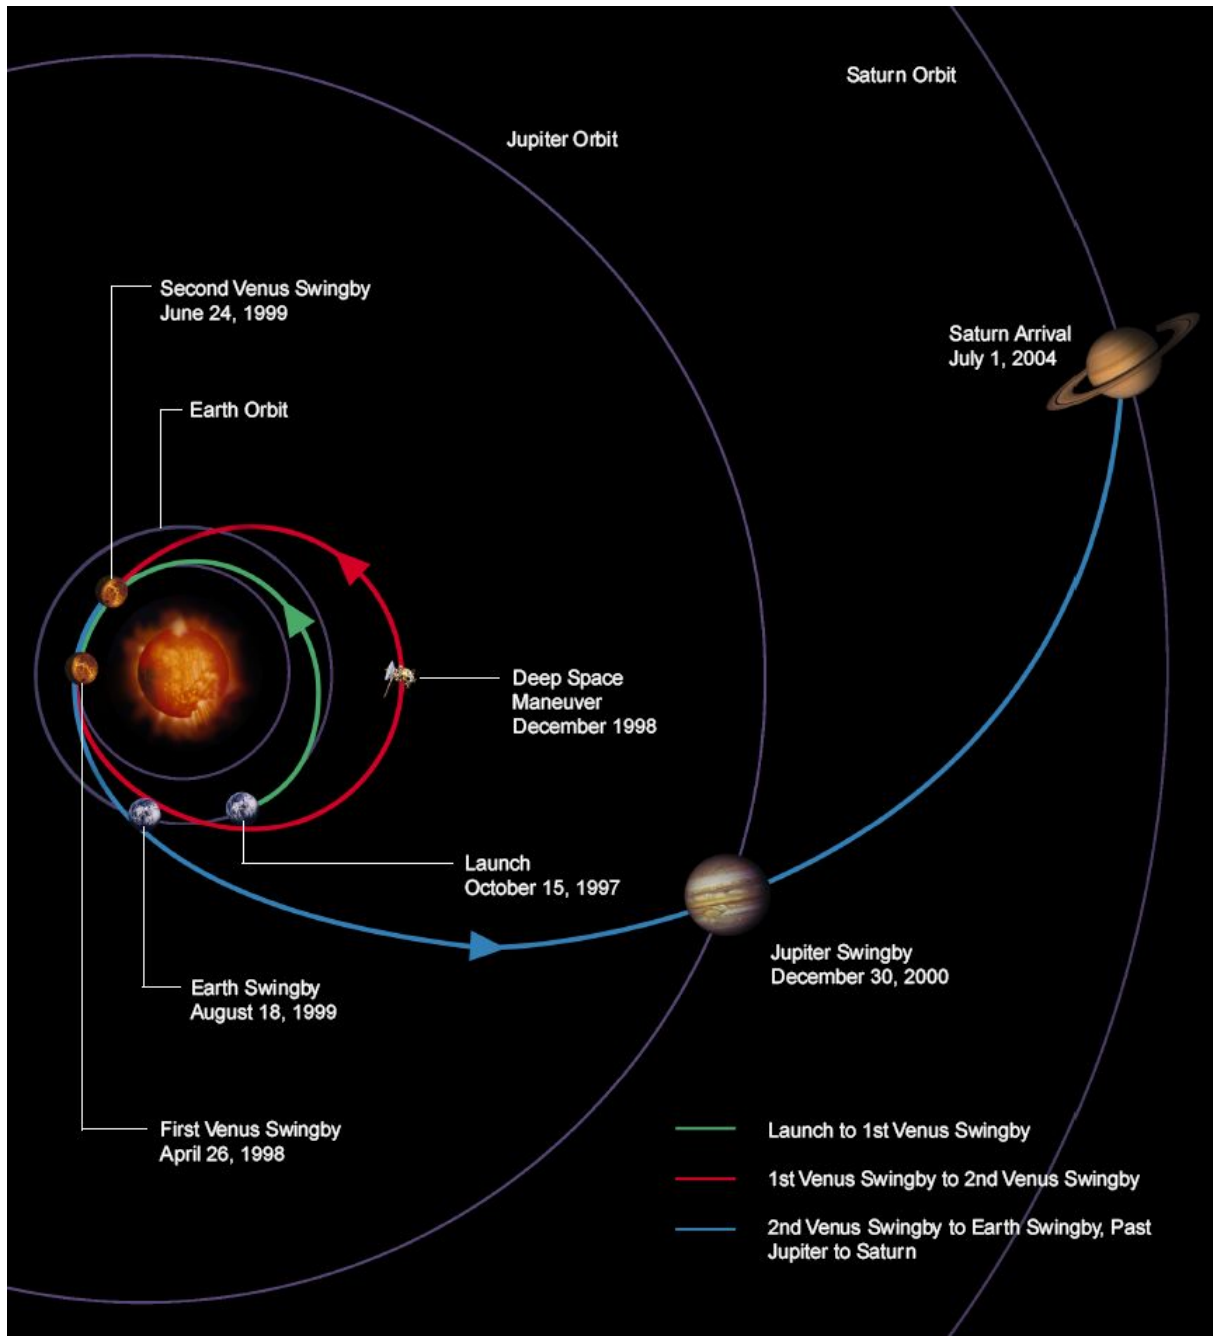 Saturn Orbit
Jupiter Orbit
Second Venus Swingby
June 24, 1999
Saturn Arrival
July 1, 2004
Earth Orbit
Deep Space
Maneuver
December 1998
Launch
October 15, 1997
Jupiter Swingby
December 30, 2000
Earth Swingby
August 18, 1999
First Venus Swingby
April 26, 1998
Launch to 1st Venus Swingby
1st Venus Swingby to 2nd Venus Swingby
2nd Venus Swingby to Earth Swingby, Past
Jupiter to Saturn